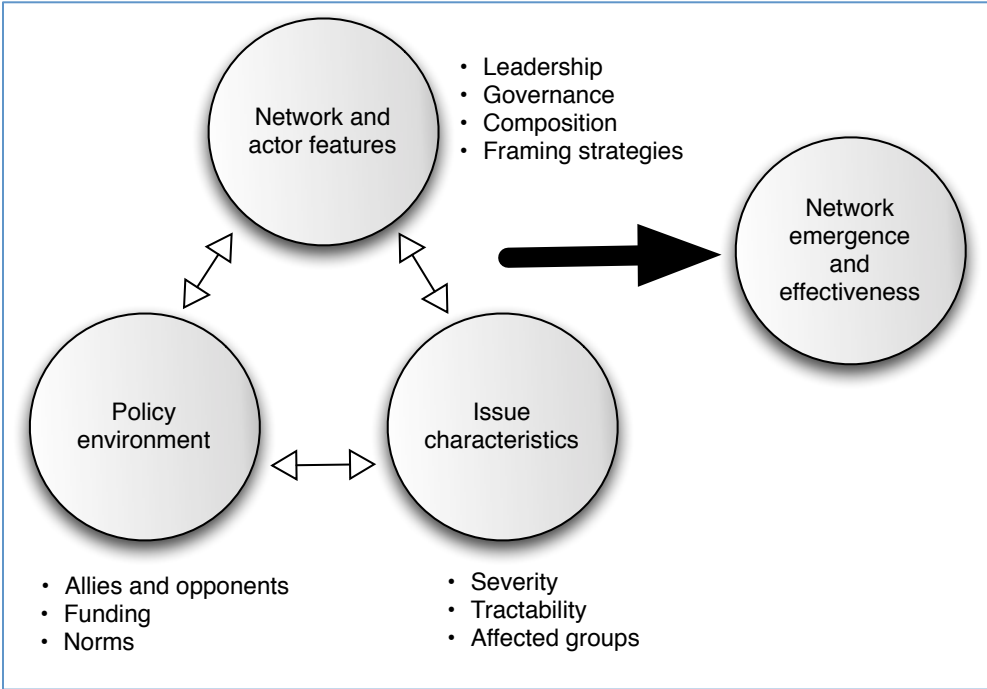 Network and
actor features
• Leadership
• Governance
• Composition
• Framing strategies
Network
emergence
and
effectiveness
Policy
environment
Issue
characteristics
• Allies and opponents
• Funding
• Norms
• Severity
• Tractability
• Affected groups